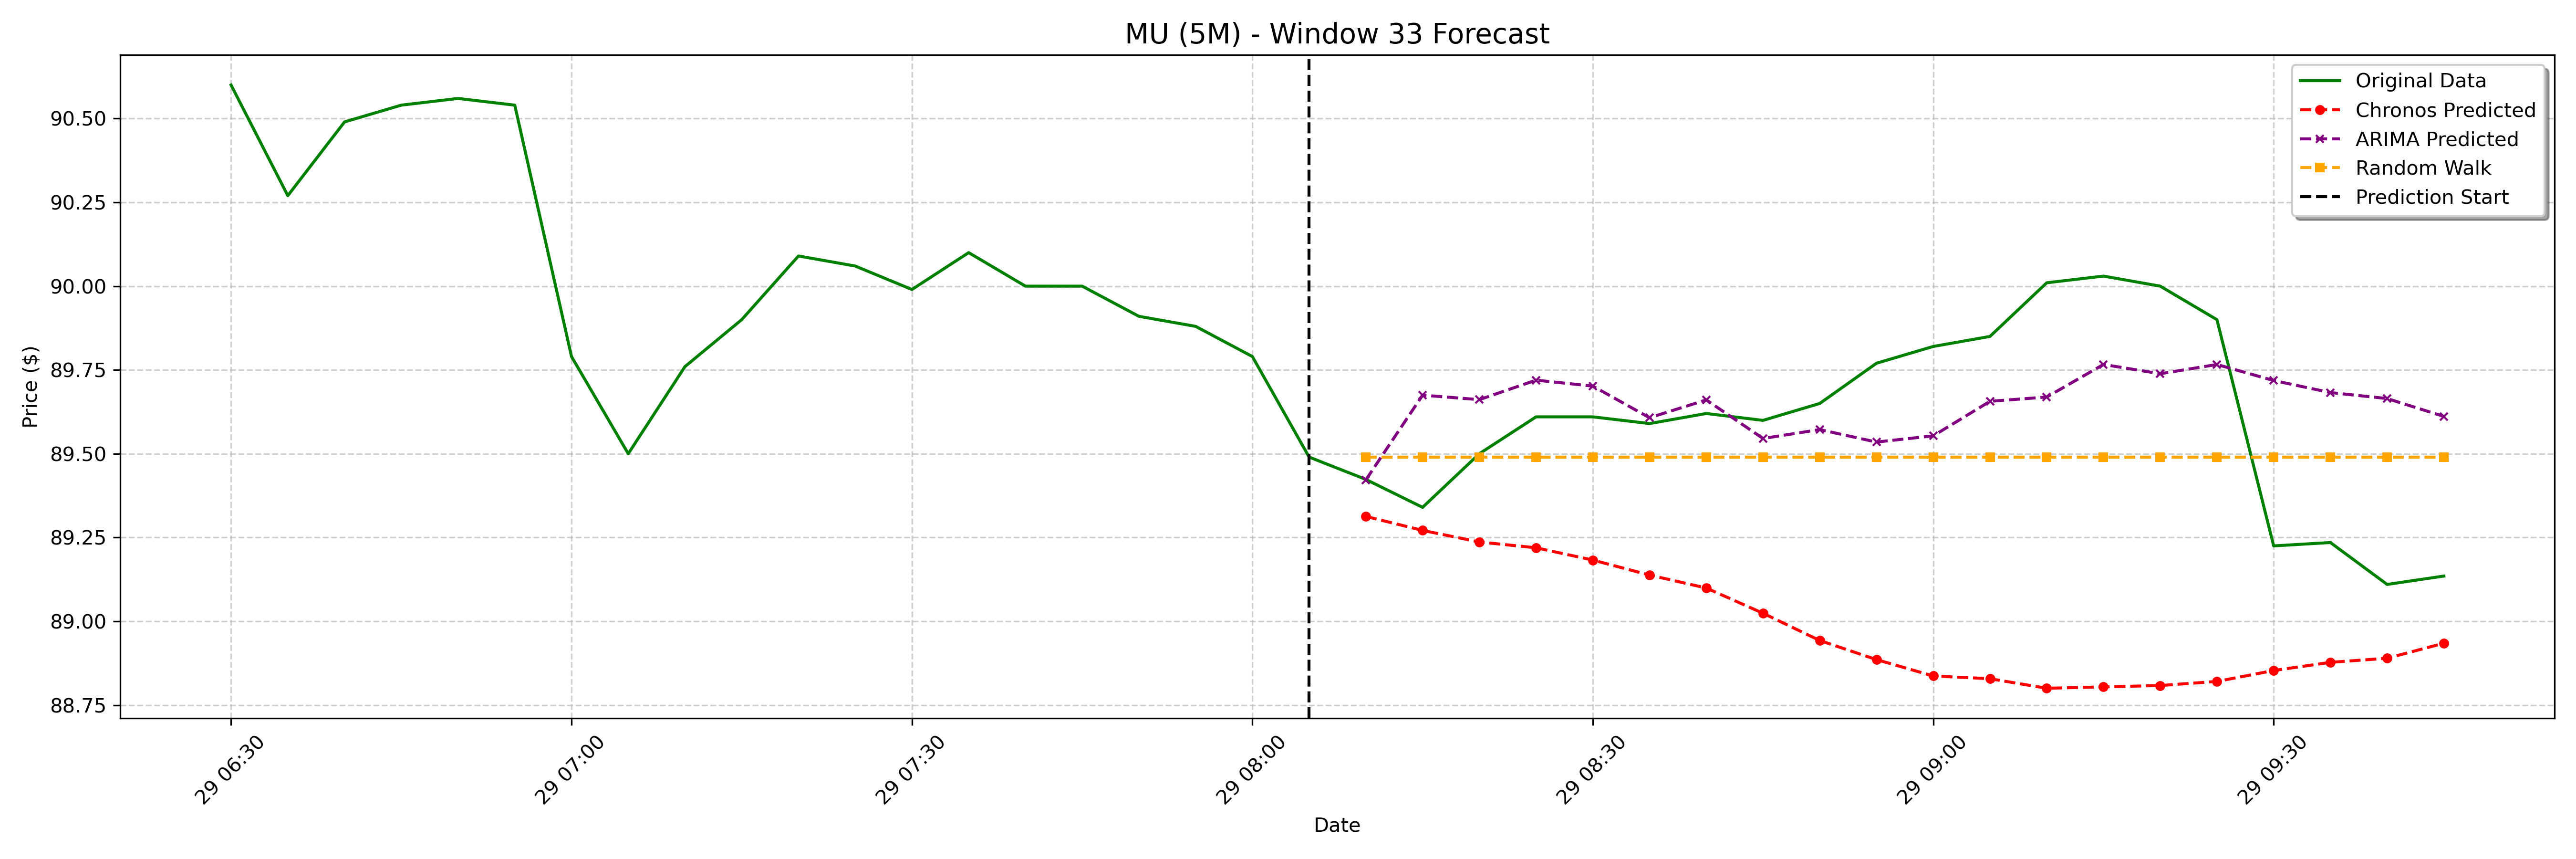 MU (5M) - Window 33 Forecast
Original Data
Chronos Predicted
ARIMA Predicted
Random Walk
Prediction Start
Price ($)
90.50
90.25
90.00
89.75
89.50
89.25
89.00
88.75
29 06:30
29 07:00
29 07:30
29 08:00
29 08:30
29 09:00
29 09:30
Date